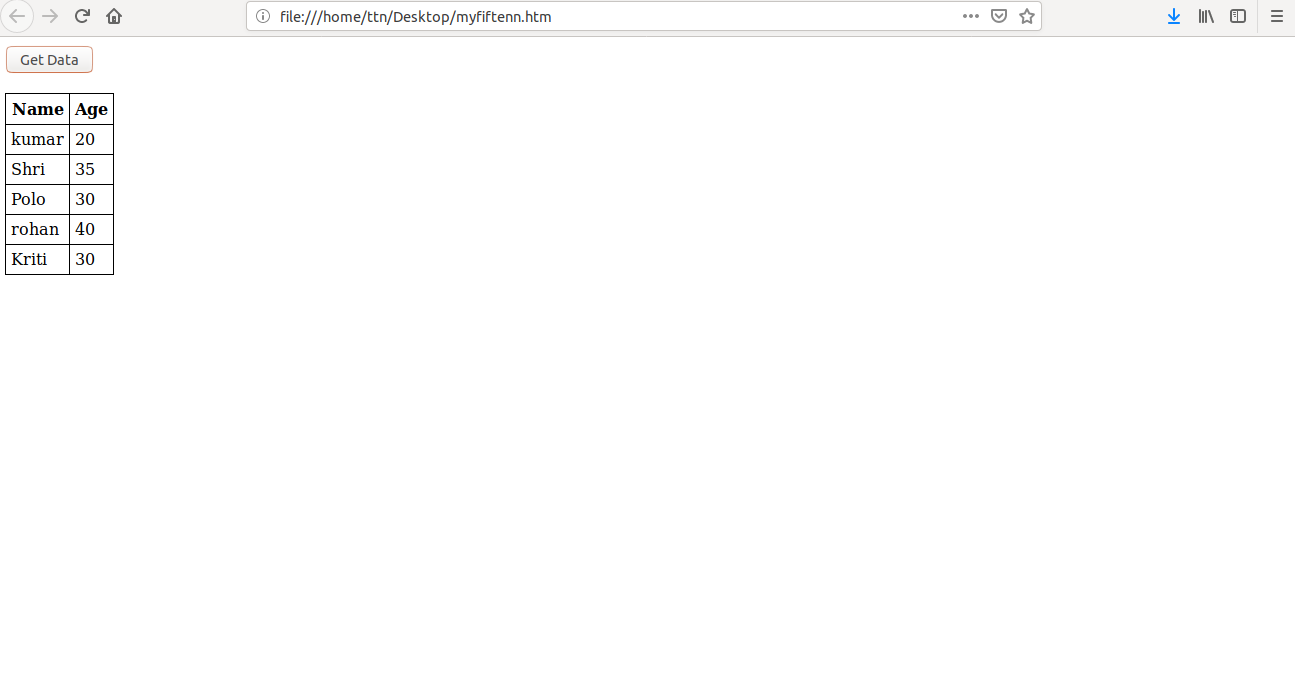 file:///home/ttn/Desktop/myfiftenn.htm
Get Data
Name Age
kumar 20
Shri 35
Polo 30
rohan 40
Kriti 30